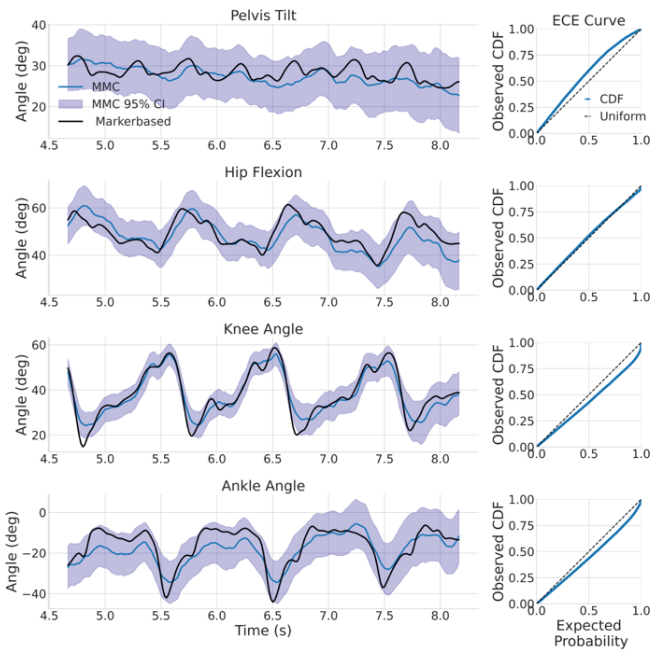 Pelvis Tilt
ECE Curve
Angle (deg)
40
30
20
MMC
MMC 95% CI
Markerbased
4.5 5.0 5.5 6.0 6.5 7.0 7.5 8.0
Observed CDF
1.00
0.75
0.50
0.25
0.00
CDF
Uniform
0.0 0.5 1.0
Hip Flexion
Angle (deg)
60
40
4.5 5.0 5.5 6.0 6.5 7.0 7.5 8.0
Observed CDF
1.00
0.75
0.50
0.25
0.00
0.0 0.5 1.0
Knee Angle
Angle (deg)
60
40
20
4.5 5.0 5.5 6.0 6.5 7.0 7.5 8.0
Observed CDF
1.00
0.75
0.50
0.25
0.00
0.0 0.5 1.0
Ankle Angle
Angle (deg)
0
−20
−40
4.5 5.0 5.5 6.0 6.5 7.0 7.5 8.0
Time (s)
Observed CDF
1.00
0.75
0.50
0.25
0.00
0.0 0.5 1.0
Expected
Probability